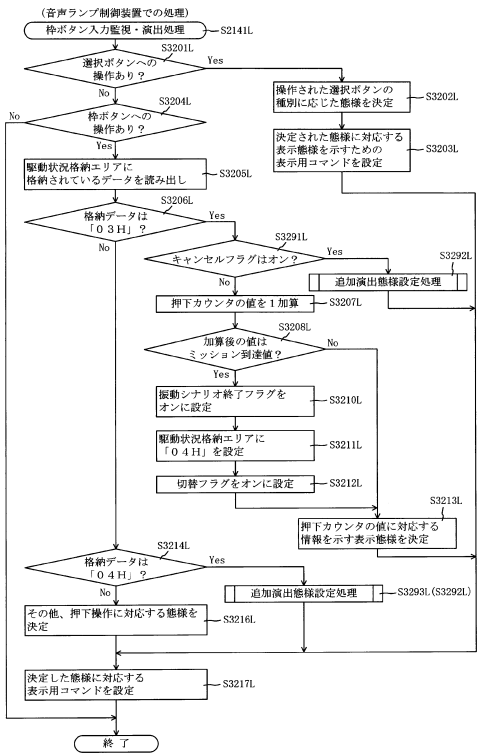 (音声ランプ制御装置での処理)
枠ボタン入力監視・演出処理
S2141L
S3201L
選択ボタンへの
操作あり?
Yes
No
操作された選択ボタンの
種別に応じた態様を決定
S3202L
S3204L
枠ボタンへの
操作あり?
No
Yes
決定された態様に対応する
表示態様を示すための
表示用コマンドを設定
S3203L
駆動状況格納エリアに
格納されているデータを読み出し
S3205L
S3206L
格納データは
「03H」?
Yes
No
S3291L
キャンセルフラグはオン?
Yes
No
S3292L
追加演出態様設定処理
押下カウンタの値を1加算
S3207L
S3208L
加算後の値は
ミッション到達値?
No
Yes
振動シナリオ終了フラグを
オンに設定
S3210L
駆動状況格納エリアに
「04H」を設定
S3211L
切替フラグをオンに設定
S3212L
S3213L
押下カウンタの値に対応する
情報を示す表示態様を決定
S3214L
格納データは
「04H」?
Yes
No
追加演出態様設定処理
S3293L(S3292L)
その他、押下操作に対応する態様を
決定
S3216L
決定した態様に対応する
表示用コマンドを設定
S3217L
終了